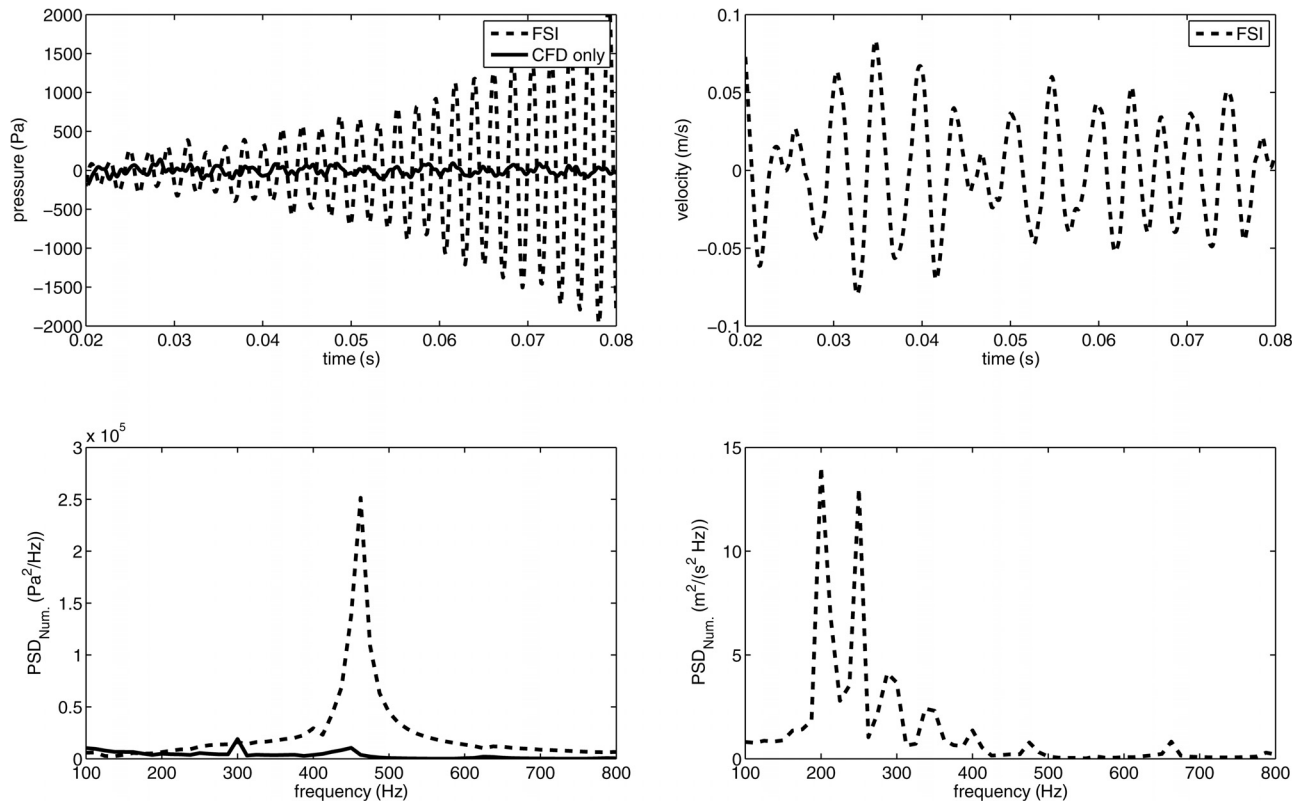 2000
1500
1000
500
0
−500
−1000
−1500
−2000
pressure (Pa)
FSI
CFD only
0.02 0.03 0.04 0.05 0.06 0.07 0.08
time (s)
0.1
0.05
0
−0.05
−0.1
velocity (m/s)
FSI
0.02 0.03 0.04 0.05 0.06 0.07 0.08
time (s)
x 10^5
3
2.5
2
1.5
1
0.5
0
PSD_Num. (Pa^2/Hz))
100 200 300 400 500 600 700 800
frequency (Hz)
15
10
5
0
PSD_Num. (m^2/(s^2 Hz))
100 200 300 400 500 600 700 800
frequency (Hz)